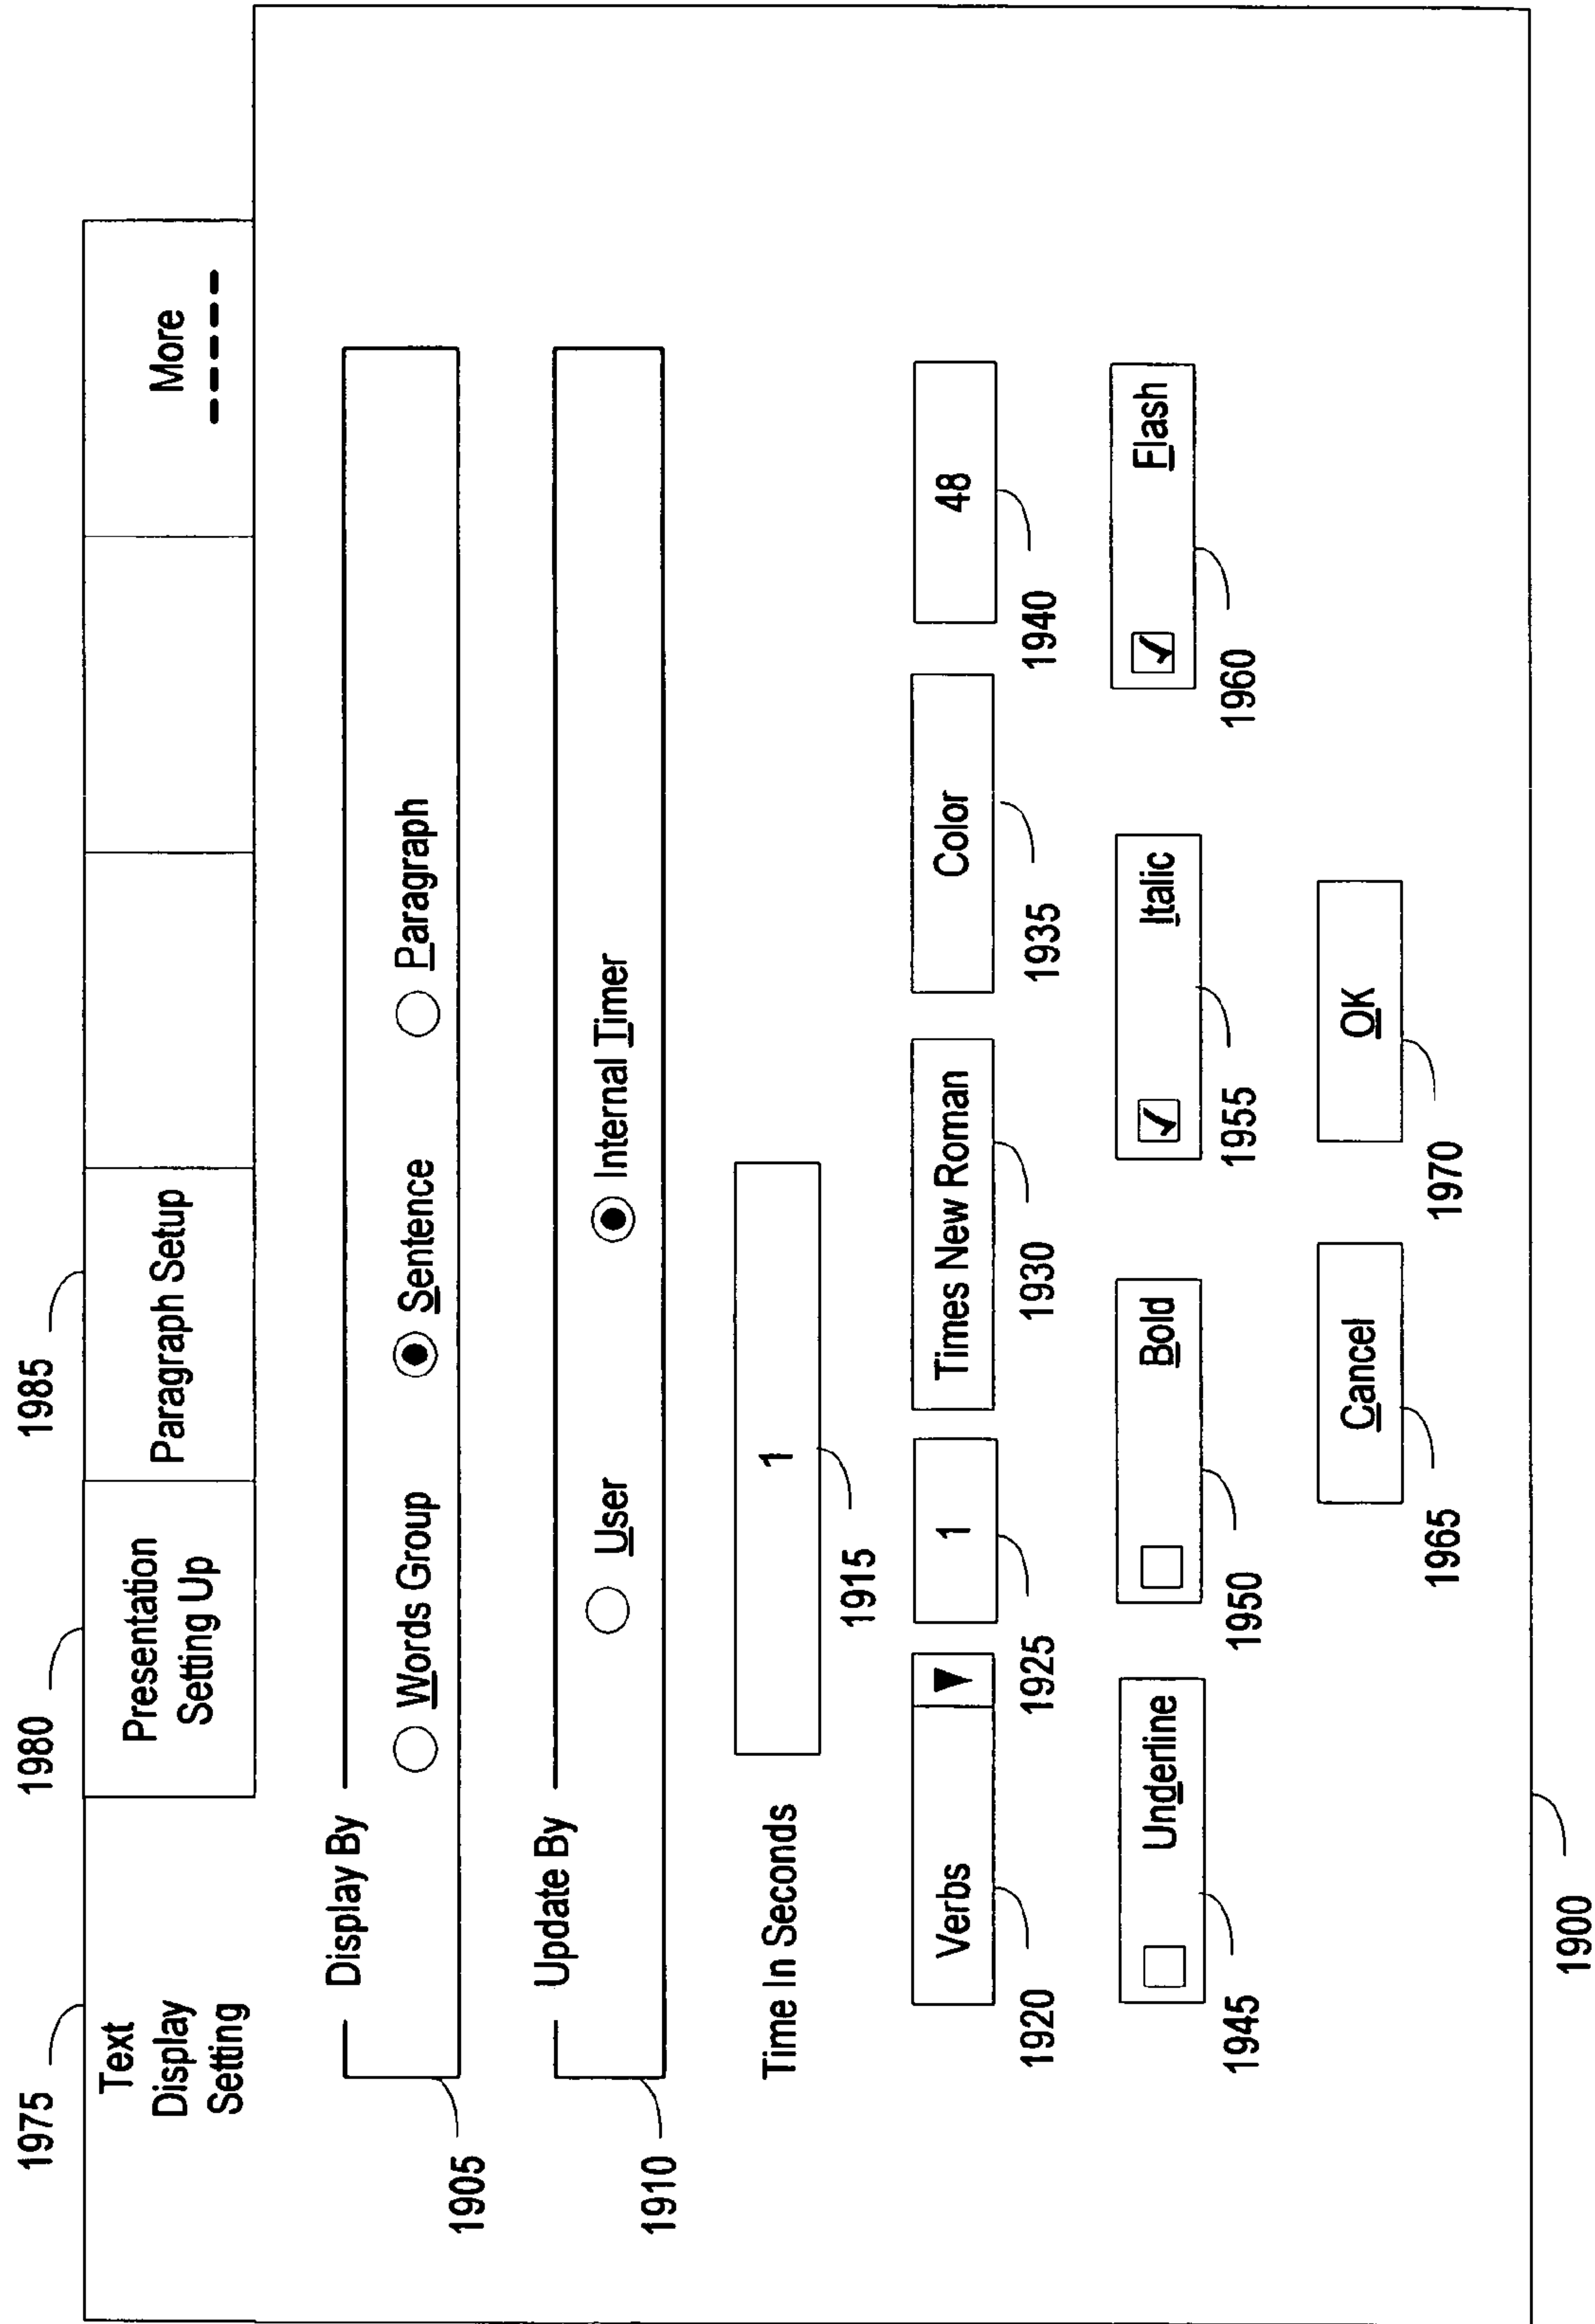 1975
1980
1985
Text
Display
Setting
Presentation
Setting Up
Paragraph Setup
More
Display By
Words Group
Sentence
Paragraph
1905
Update By
User
Internal Timer
1910
Time In Seconds
1
1915
Verbs
1
Times New Roman
Color
48
1920
1925
1930
1935
1940
Underline
Bold
Italic
Flash
1945
1950
1955
1960
Cancel
OK
1965
1970
1900